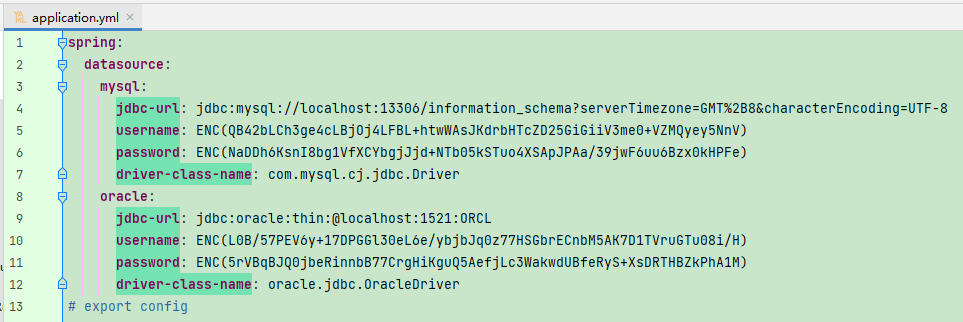 application.yml
1 spring:
2 datasource:
3 mysql:
4 jdbc-url: jdbc:mysql://localhost:13306/information_schema?serverTimezone=GMT%2B8&characterEncoding=UTF-8
5 username: ENC(QB42bLCh3ge4cLBjOj4LFBL+htwWAsJKdrbHTcZD25GiGiiV3me0+VZMQyey5NnV)
6 password: ENC(NaDDh6KsnI8bg1VfXCYbgjJjd+NTb05kSTuo4XSApJPAa/39jwF6uu6Bzx0kHPFe)
7 driver-class-name: com.mysql.cj.jdbc.Driver
8 oracle:
9 jdbc-url: jdbc:oracle:thin:@localhost:1521:ORCL
10 username: ENC(L0B/57PEV6y+17DPGGl30eL6e/ybjbJq0z77HSGbrECnbM5AK7D1TVruGTu08i/H)
11 password: ENC(5rVBqBJQ0jbeRinnbB77CrgHiKguQ5AefjLc3WakwdUBfeRyS+XsDRTHBZkPhA1M)
12 driver-class-name: oracle.jdbc.OracleDriver
13 # export config